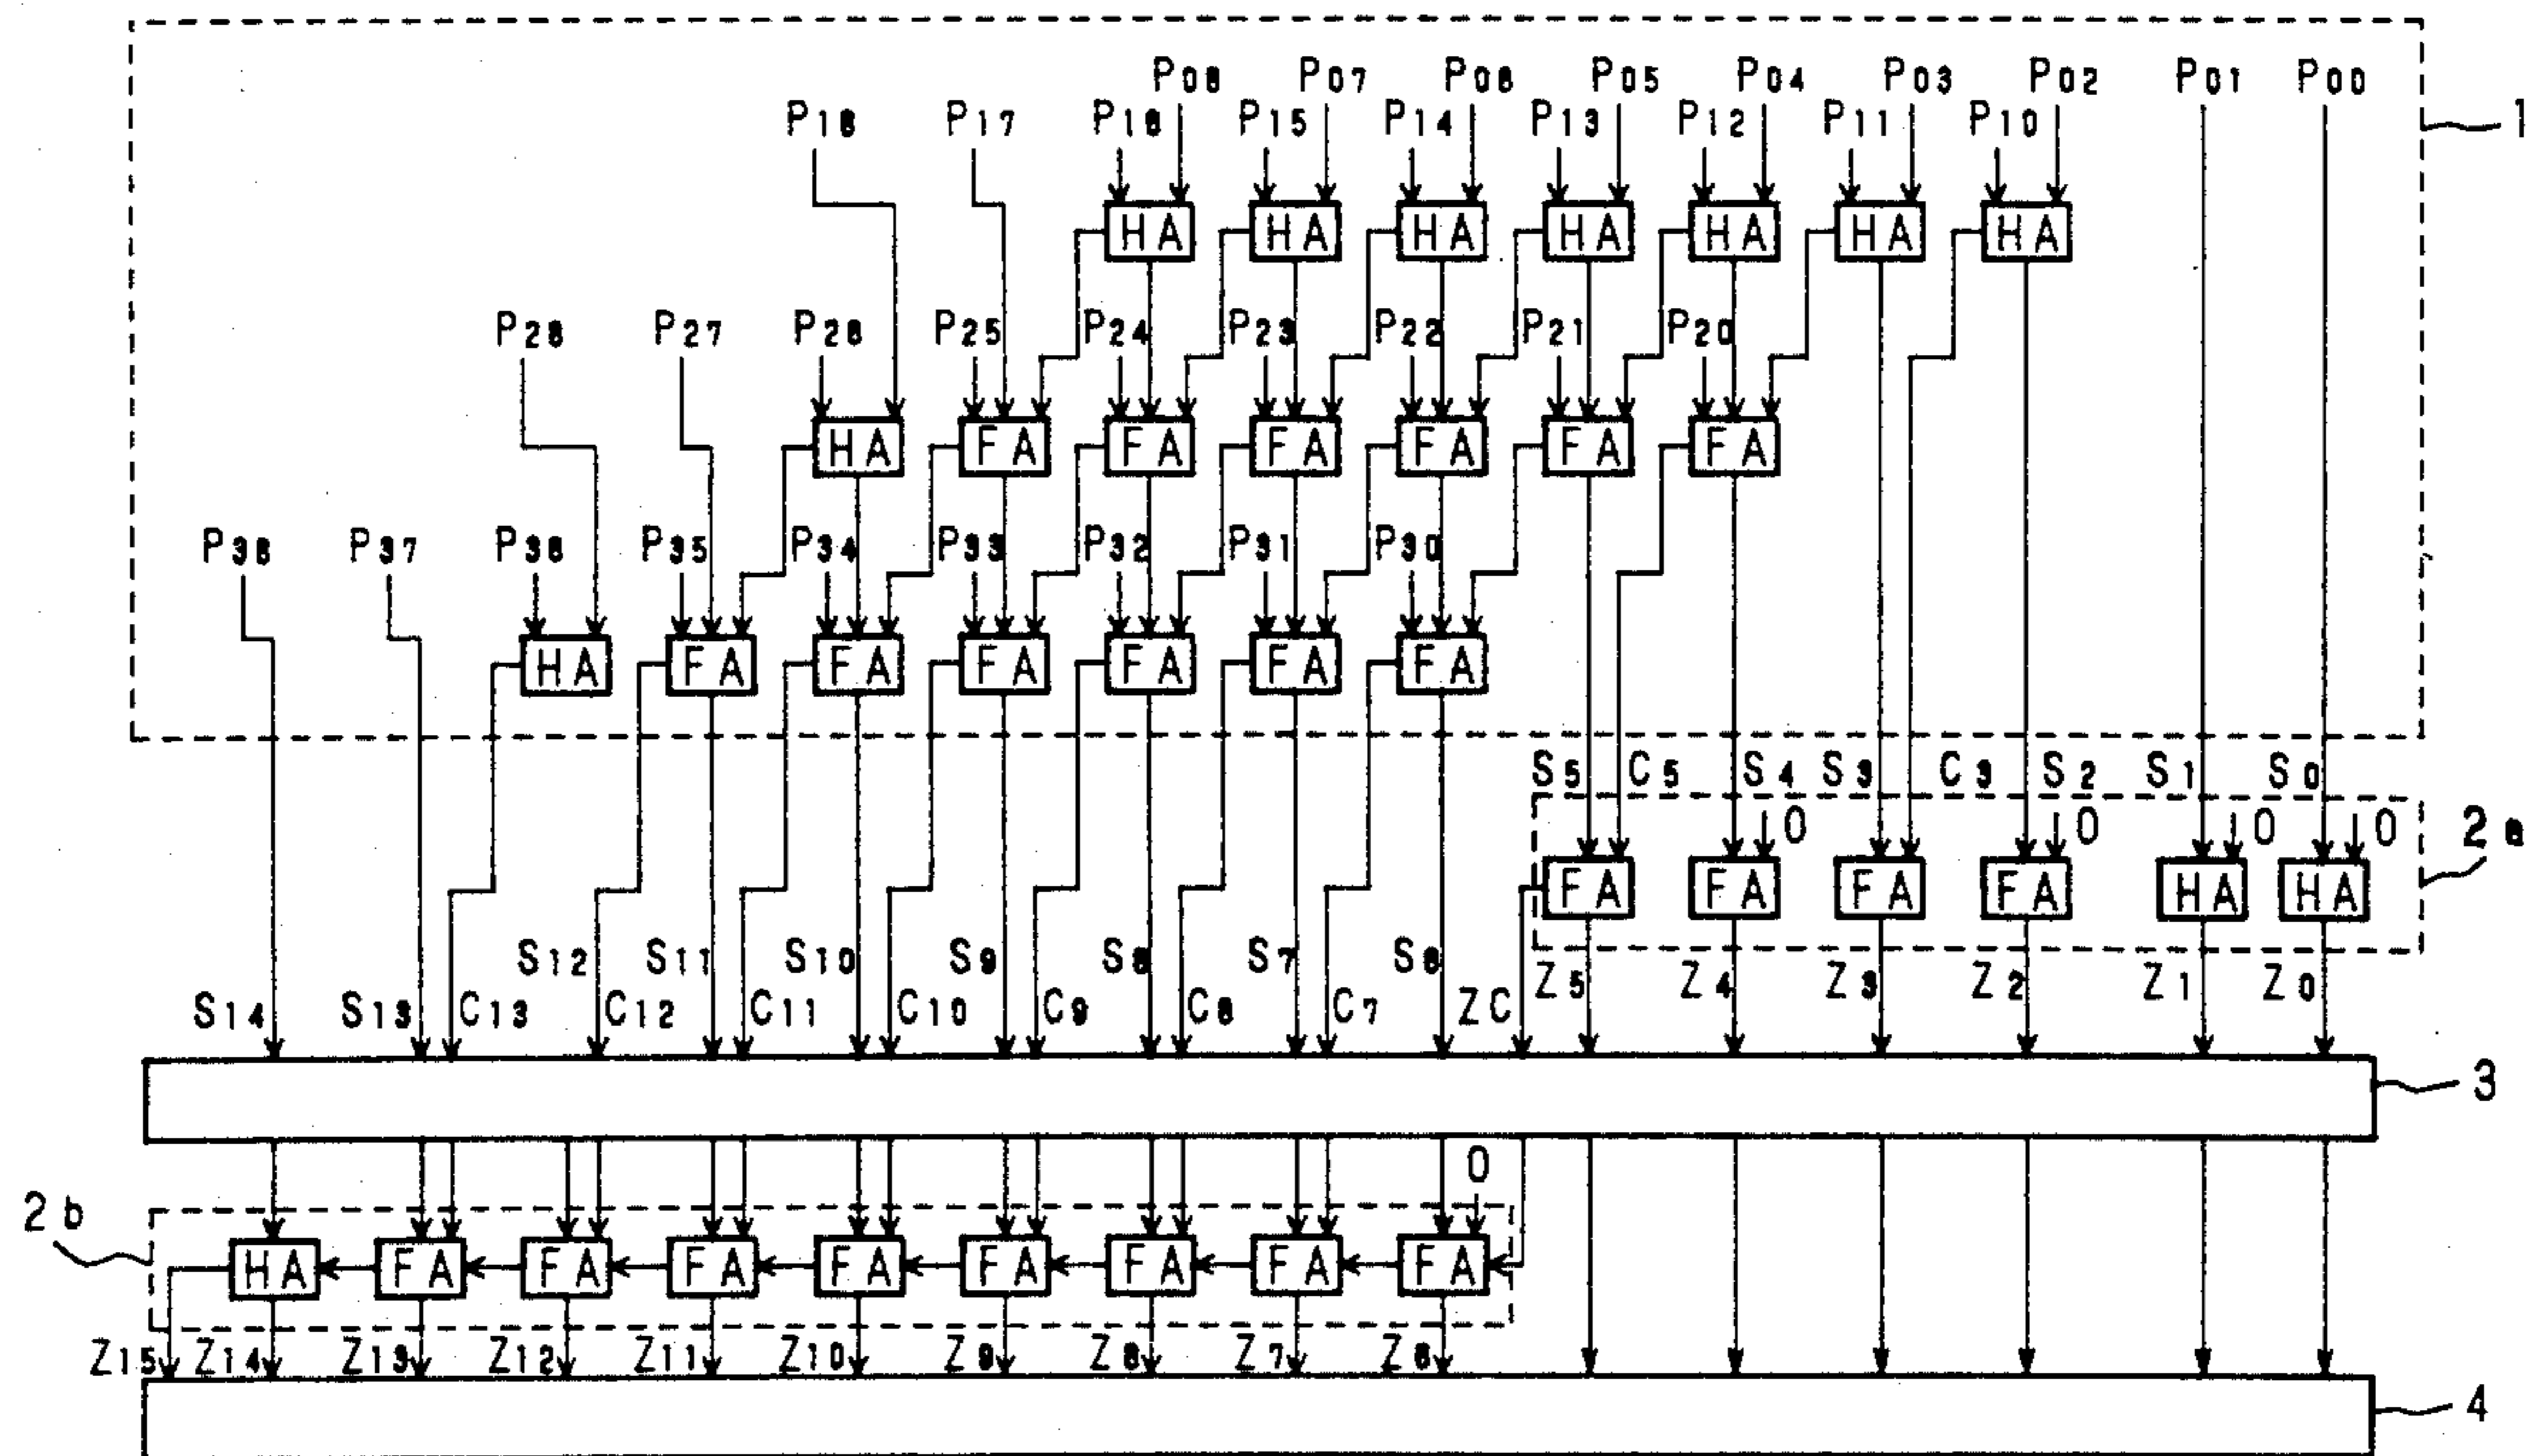 P08 P07 P06 P05 P04 P03 P02 P01 P00
P18 P17 P16 P15 P14 P13 P12 P11 P10
1
HA HA HA HA HA HA HA
P28 P27 P26 P25 P24 P23 P22 P21 P20
HA FA FA FA FA FA FA
P38 P37 P36 P35 P34 P33 P32 P31 P30
HA FA FA FA FA FA FA
S5 C5 S4 S3 C3 S2 S1 S0
0 0 0 0
2a
FA FA FA FA HA HA
S12 S11 S10 S9 S8 S7 S6
Z5 Z4 Z3 Z2 Z1 Z0
S14 S13 C13 C12 C11 C10 C9 C8 C7 ZC
3
0
2b
HA FA FA FA FA FA FA FA FA
Z15 Z14 Z13 Z12 Z11 Z10 Z9 Z8 Z7 Z6
4